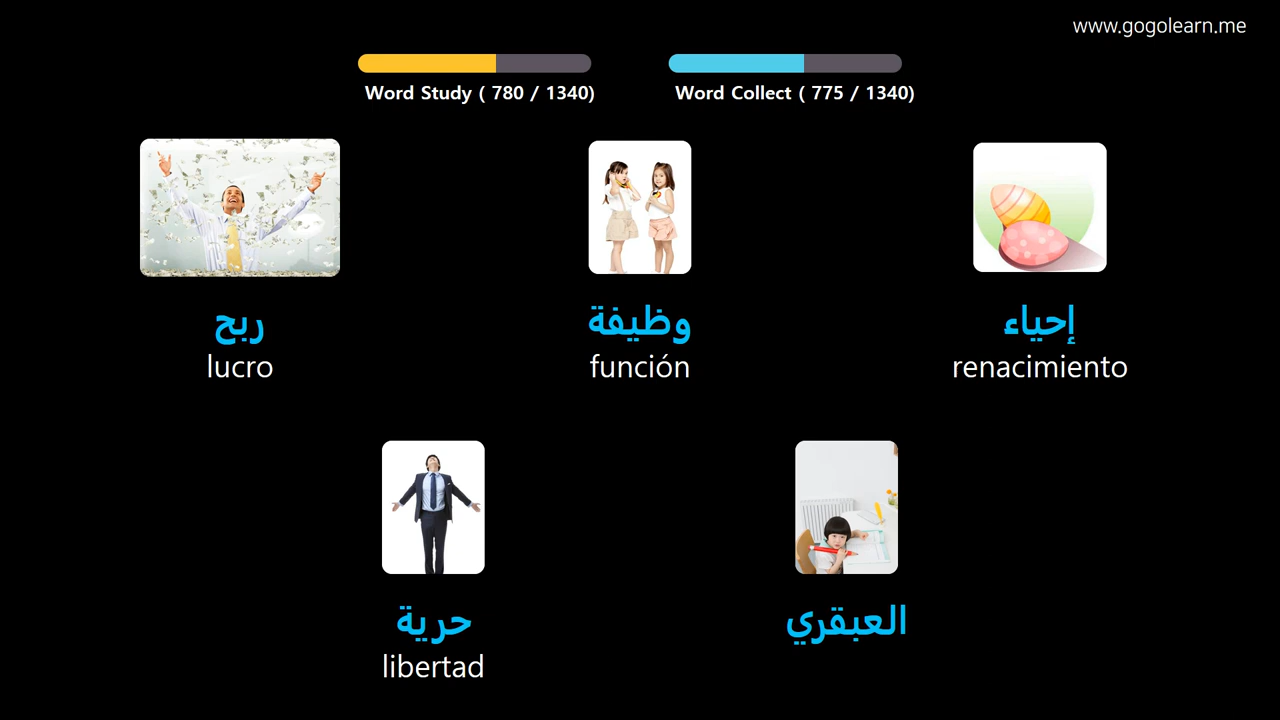 www.gogolearn.me
Word Study ( 780 / 1340)
Word Collect ( 775 / 1340)
ربح
lucro
وظيفة
función
إحياء
renacimiento
حرية
libertad
العبقري